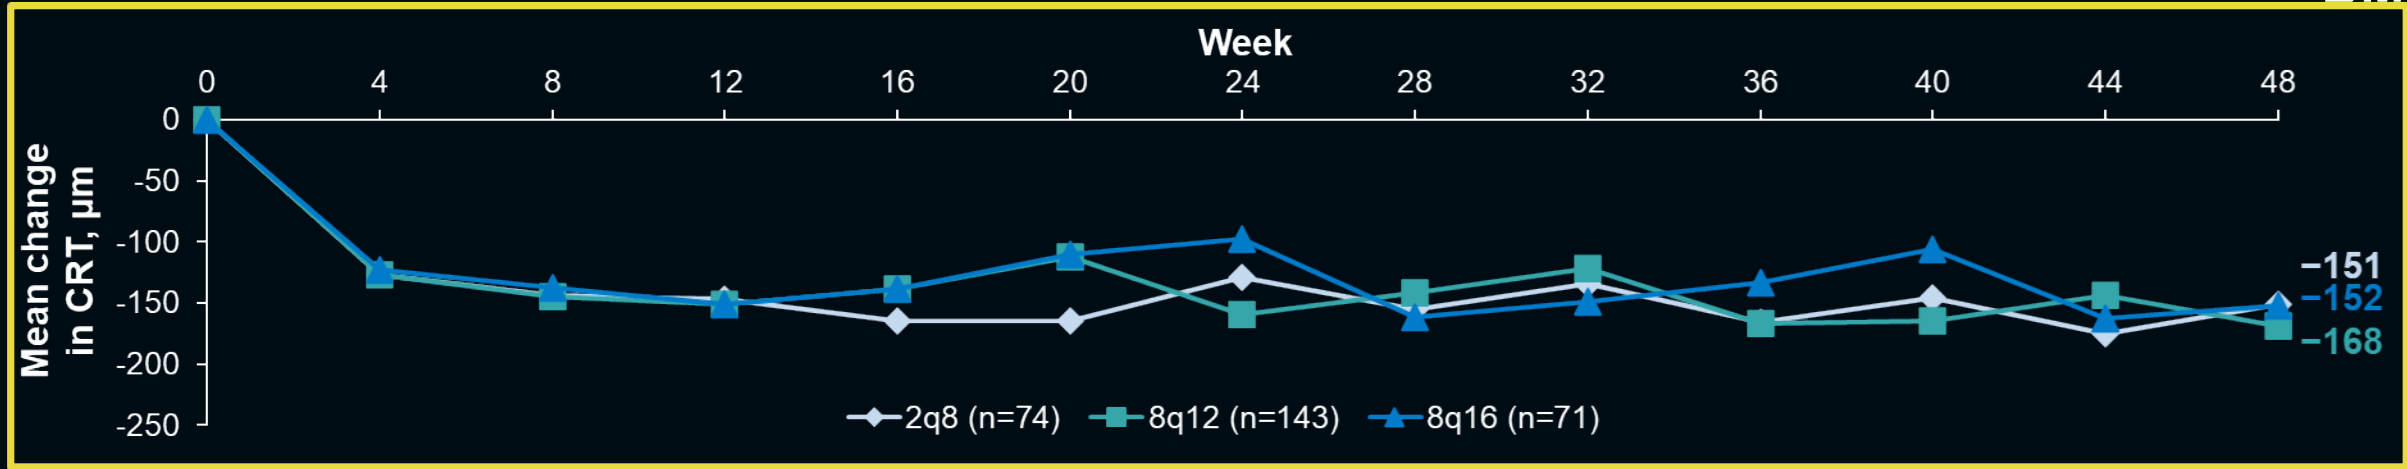 Week
0 4 8 12 16 20 24 28 32 36 40 44 48
0
-50
-100
-150
-200
-250
Mean change
in CRT, µm
−151
−152
−168
2q8 (n=74) 8q12 (n=143) 8q16 (n=71)